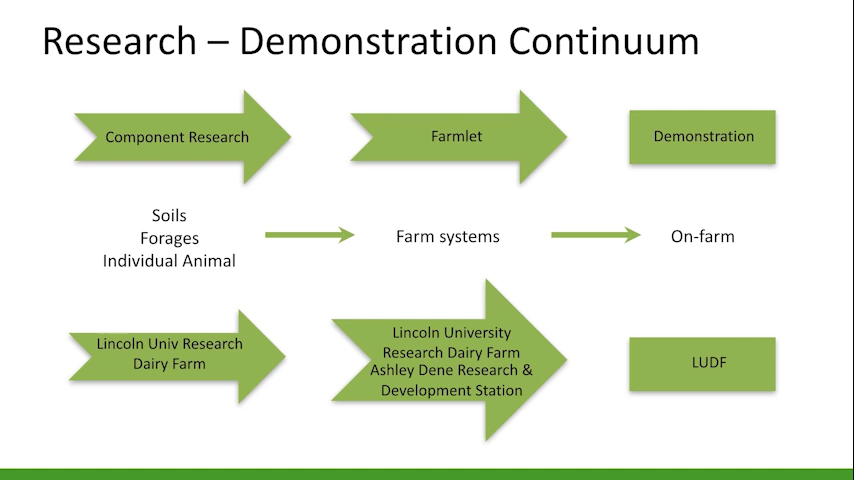 Research – Demonstration Continuum
Component Research
Farmlet
Demonstration
Soils
Forages
Individual Animal
Farm systems
On-farm
Lincoln Univ Research
Dairy Farm
Lincoln University
Research Dairy Farm
Ashley Dene Research &
Development Station
LUDF